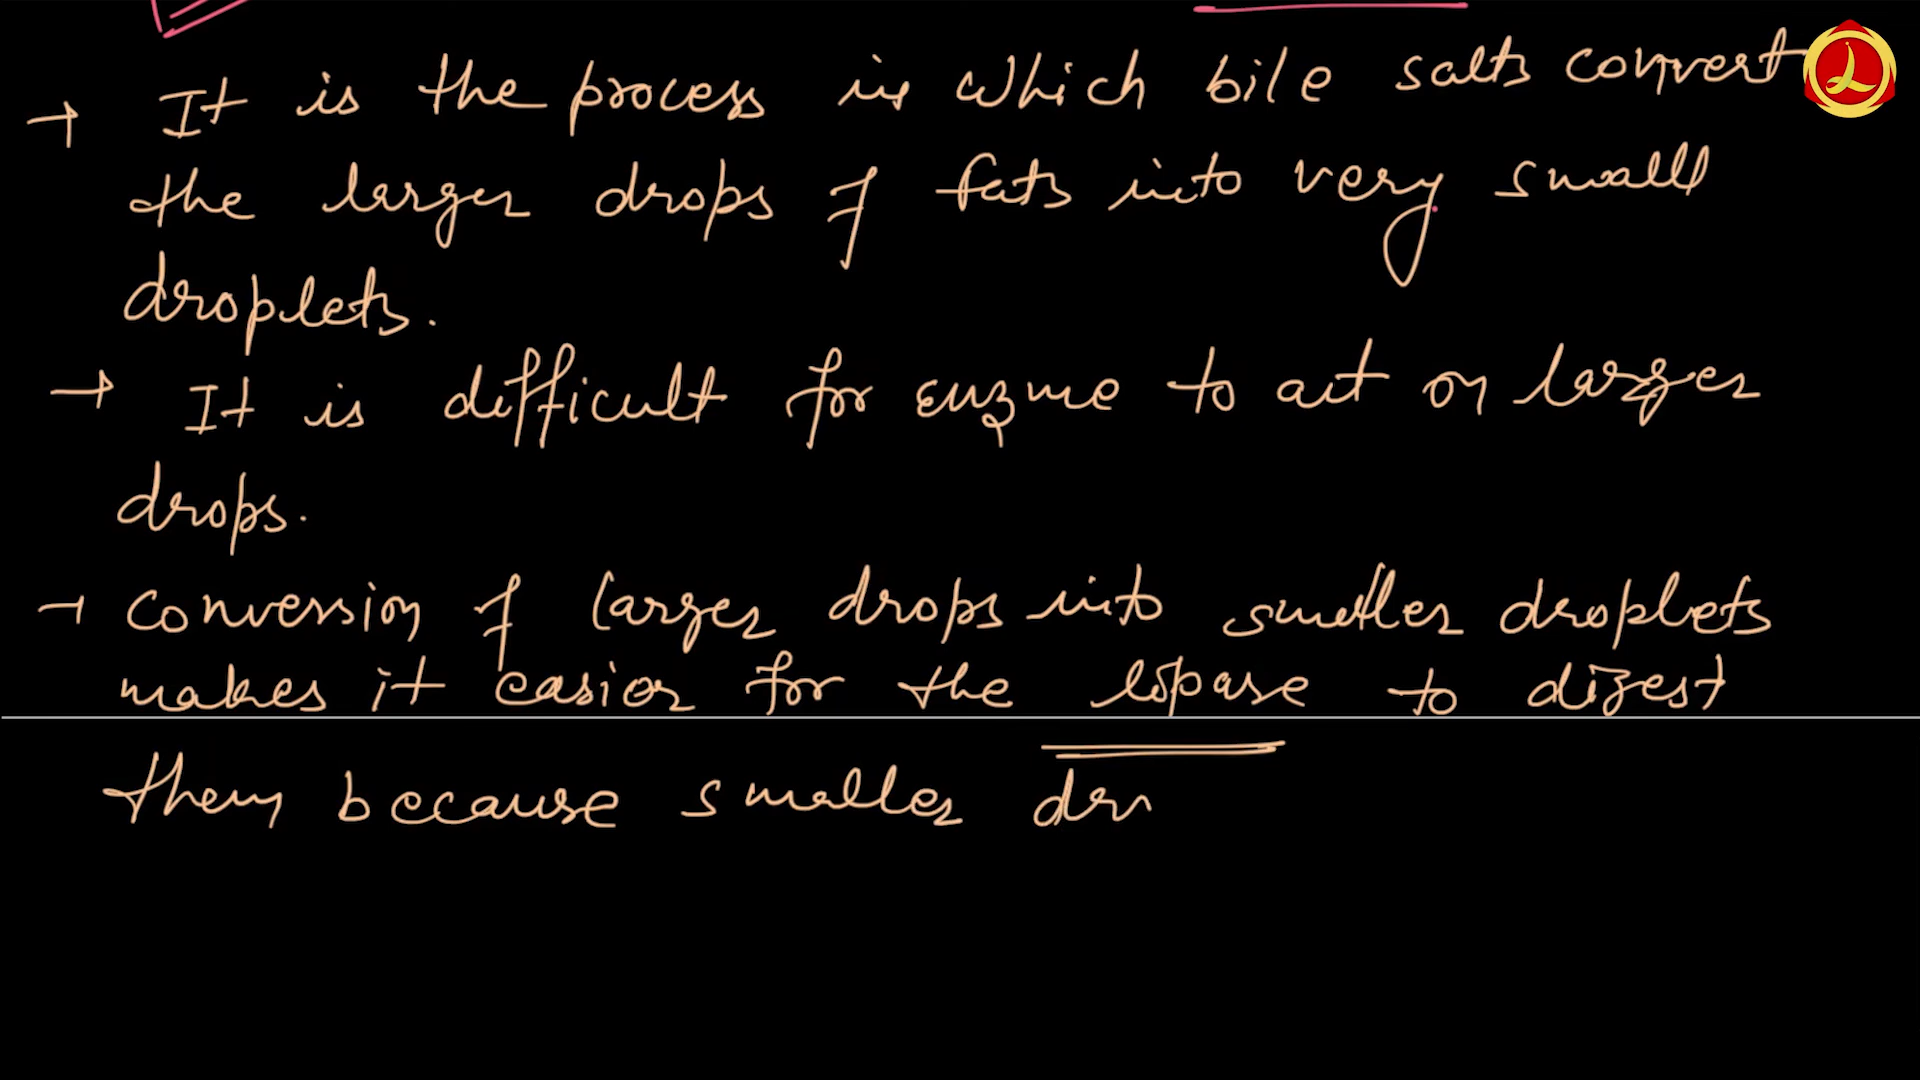 → It is the process in which bile salts convert
the larger drops of fats into very small
droplets.
→ It is difficult for enzyme to act on larger
drops.
→ Conversion of larger drops into smaller droplets
makes it easier for the lipase to digest
them because smaller dro